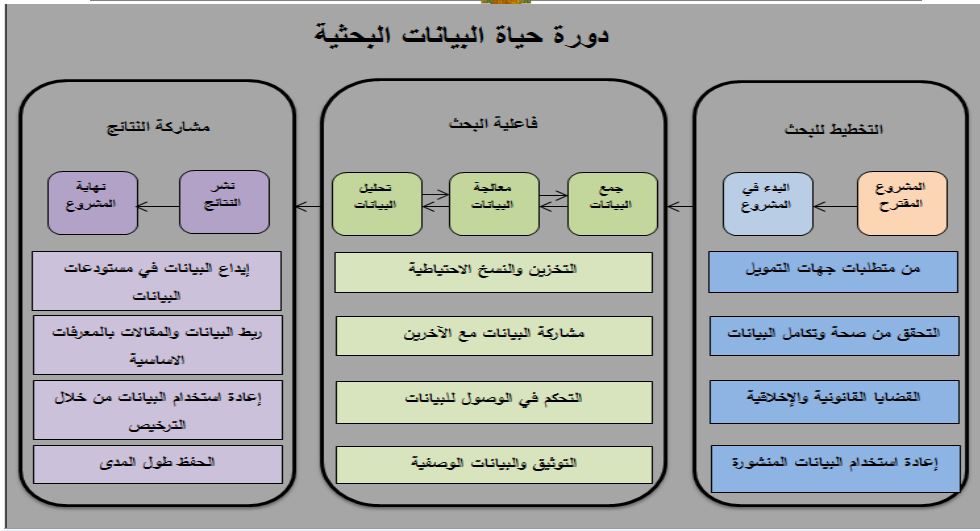 دورة حياة البيانات البحثية
التخطيط للبحث
المشروع
المقترح
البدء في
المشروع
من متطلبات جهات التمويل
التحقق من صحة وتكامل البيانات
القضايا القانونية والإخلاقية
إعادة استخدام البيانات المنشورة
فاعلية البحث
جمع
البيانات
معالجة
البيانات
تحليل
البيانات
التخزين والنسخ الاحتياطية
مشاركة البيانات مع الآخرين
التحكم في الوصول للبيانات
التوثيق والبيانات الوصفية
مشاركة النتائج
نشر
النتائج
نهاية
المشروع
إيداع البيانات في مستودعات
البيانات
ربط البيانات والمقالات بالمعرفات
الاساسية
إعادة استخدام البيانات من خلال
الترخيص
الحفظ طول المدى